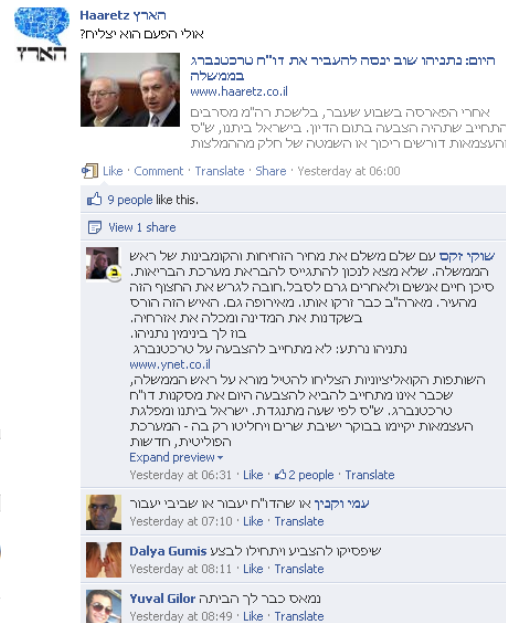 Haaretz הארץ
אולי הפעם הוא יצליח?
הארץ
היום: נתניהו שוב ינסה להעביר את דו"ח טרכטנברג
בממשלה
www.haaretz.co.il
אחרי הפארסה בשבוע שעבר, בלשכת רה"מ מסרבים
התחייב שתהיה הצבעה בתום הדיון. בישראל ביתנו, ש"ס
והעצמאות דורשים ריכוך או השמטה של חלק מההמלצות
Like · Comment · Translate · Share · Yesterday at 06:00
9 people like this.
View 1 share
שוקי זקס עם שלם משלם את מחיר הזחיחות והקומבינות של ראש
הממשלה. שלא מצא לנכון להתגייס להבראת מערכת הבריאות.
סיכן חיים אנשים ולאחרים גרם לסבל.חובה לגרש את החצוף הזה
מהעיר. מארה"ב כבר זרקו אותו. מאירופה גם. האיש הזה הורס
בשקדנות את המדינה ומכלה את אזרחיה.
בוז לך בינימין נתניהו.
נתניהו נרתע: לא מתחייב להצבעה על טרכטנברג
www.ynet.co.il
השותפות הקואליציוניות הצליחו להטיל מורא על ראש הממשלה,
שכבר אינו מתחייב להביא להצבעה היום את מסקנות דו"ח
טרכטנברג. ש"ס לפי שעה מתנגדת. ישראל ביתנו ומפלגת
העצמאות יקיימו בבוקר ישיבת שרים ויחליטו רק בה - המערכת
הפוליטית, חדשות
Expand preview
Yesterday at 06:31 · Like · 2 people · Translate
עמי וקנין או שהדו"ח יעבור או שביבי יעבור
Yesterday at 07:10 · Like · Translate
Dalya Gumis שיפסיקו להצביע ויתחילו לבצע
Yesterday at 08:11 · Like · Translate
Yuval Gilor נמאס כבר לך הביתה
Yesterday at 08:49 · Like · Translate